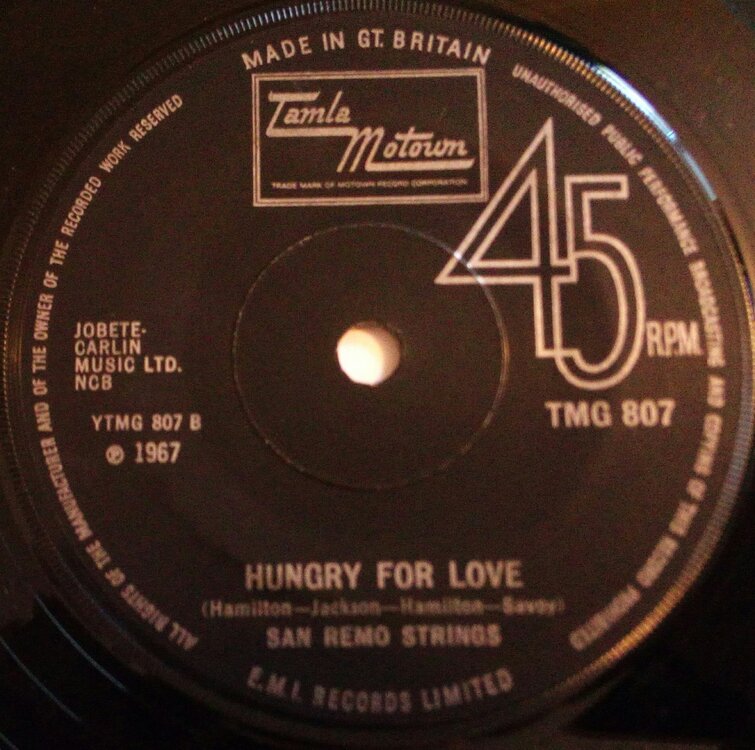 MADE IN GT. BRITAIN
UNAUTHORISED PUBLIC PERFORMANCE BROADCASTING AND COPYING OF THIS RECORD PROHIBITED
Tamla
Motown
TRADE MARK OF MOTOWN RECORD CORPORATION
45
R.P.M.
TMG 807
JOBETE-
CARLIN
MUSIC LTD.
NCB
YTMG 807 B
℗ 1967
HUNGRY FOR LOVE
(Hamilton—Jackson—Hamilton—Savoy)
SAN REMO STRINGS
E.M.I. RECORDS LIMITED
ALL RIGHTS OF THE MANUFACTURER AND OF THE OWNER OF THE RECORDED WORK RESERVED